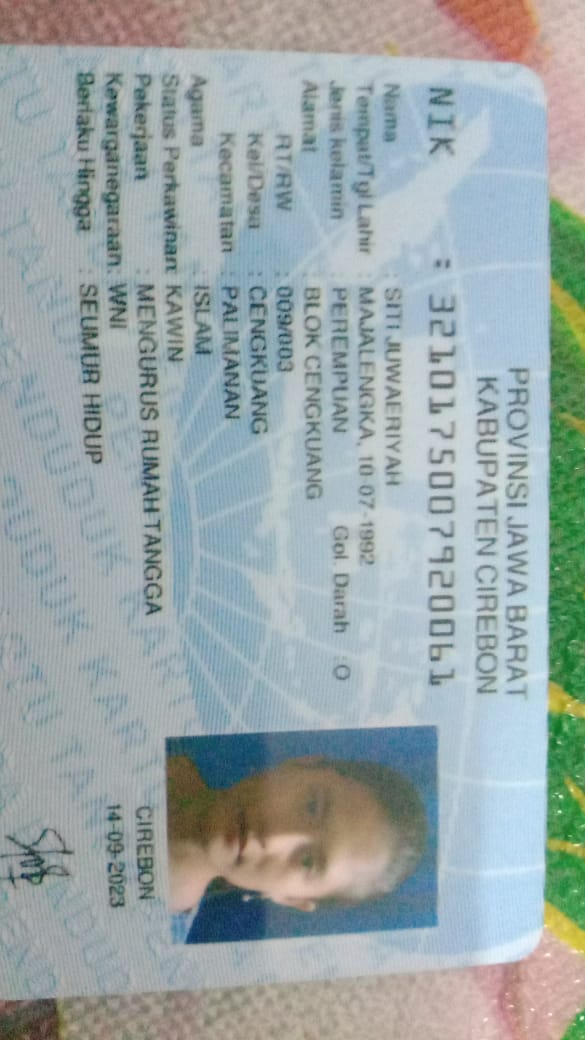 PROVINSI JAWA BARAT
KABUPATEN CIREBON
NIK : 3210175007920061
Nama : SITI JUWAERIYAH
Tempat/Tgl Lahir : MAJALENGKA, 10-07-1992
Jenis kelamin : PEREMPUAN Gol. Darah : O
Alamat : BLOK CENGKUANG
RT/RW : 009/003
Kel/Desa : CENGKUANG
Kecamatan : PALIMANAN
Agama : ISLAM
Status Perkawinan: KAWIN
Pekerjaan : MENGURUS RUMAH TANGGA
Kewarganegaraan: WNI
Berlaku Hingga : SEUMUR HIDUP
CIREBON
14-09-2023